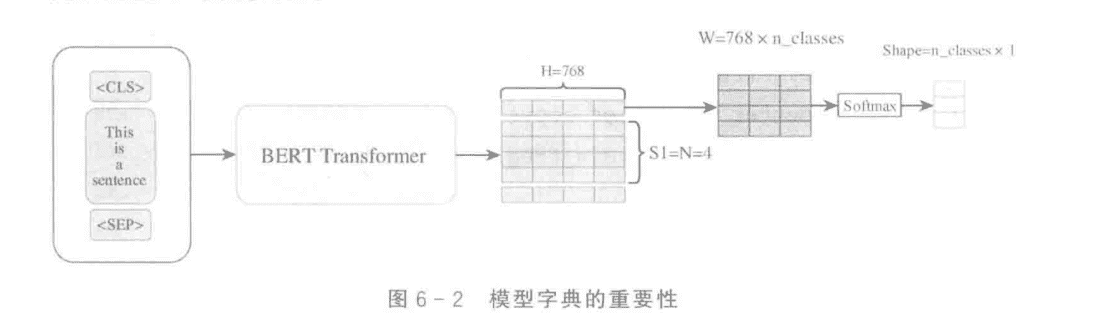 W=768 × n_classes
Shape=n_classes × 1
H=768
<CLS>
This
is
a
sentence
<SEP>
BERT Transformer
S1=N=4
Softmax
图 6-2 模型字典的重要性